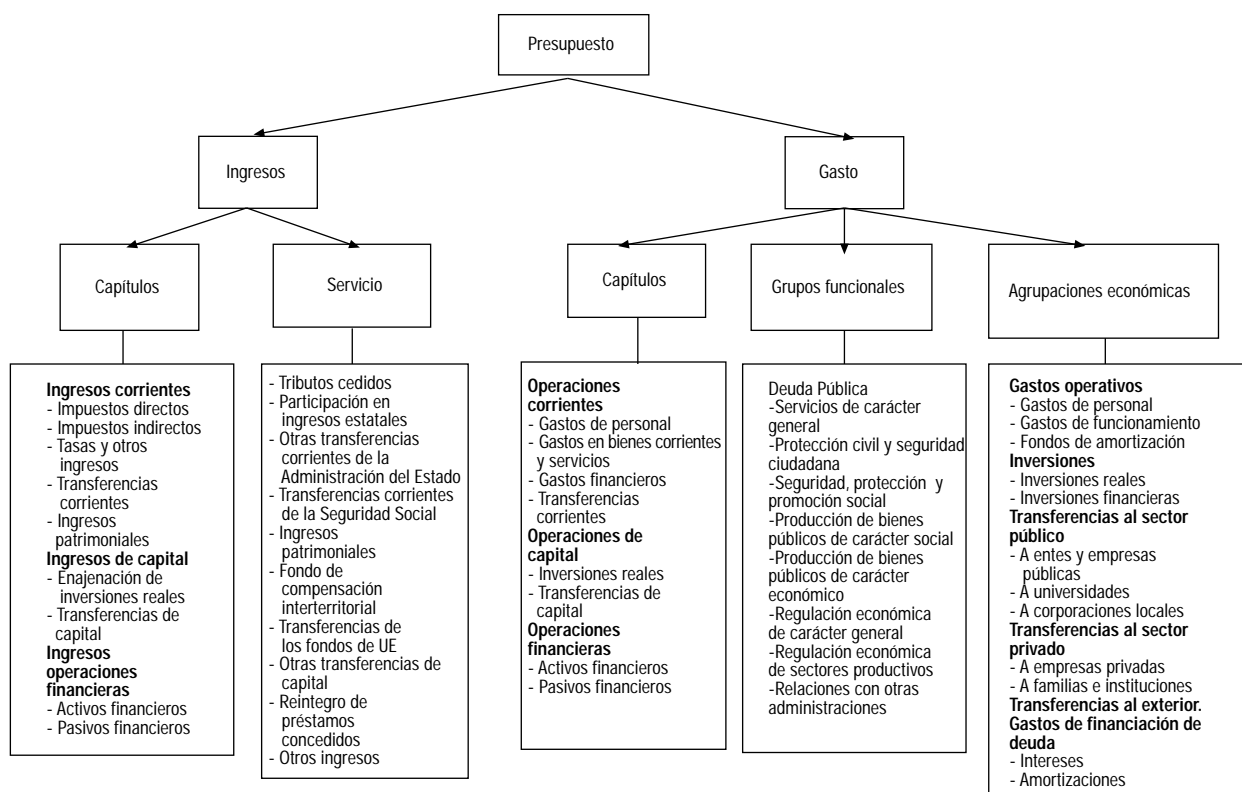 Presupuesto
Ingresos
Gasto
Capítulos
Servicio
Capítulos
Grupos funcionales
Agrupaciones económicas
Ingresos corrientes
- Impuestos directos
- Impuestos indirectos
- Tasas y otros
ingresos
- Transferencias
corrientes
- Ingresos
patrimoniales
Ingresos de capital
- Enajenación de
inversiones reales
- Transferencias de
capital
Ingresos
operaciones
financieras
- Activos financieros
- Pasivos financieros
- Tributos cedidos
- Participación en
ingresos estatales
- Otras transferencias
corrientes de la
Administración del Estado
- Transferencias corrientes
de la Seguridad Social
- Ingresos
patrimoniales
- Fondo de
compensación
interterritorial
- Transferencias de
los fondos de UE
- Otras transferencias de
capital
- Reintegro de
préstamos
concedidos
- Otros ingresos
Operaciones
corrientes
- Gastos de personal
- Gastos en bienes corrientes
y servicios
- Gastos financieros
- Transferencias
corrientes
Operaciones de
capital
- Inversiones reales
- Transferencias de
capital
Operaciones
financieras
- Activos financieros
- Pasivos financieros
Deuda Pública
-Servicios de carácter
general
-Protección civil y seguridad
ciudadana
-Seguridad, protección y
promoción social
-Producción de bienes
públicos de carácter social
-Producción de bienes
públicos de carácter
económico
-Regulación económica
de carácter general
-Regulación económica
de sectores productivos
-Relaciones con otras
administraciones
Gastos operativos
- Gastos de personal
- Gastos de funcionamiento
- Fondos de amortización
Inversiones
- Inversiones reales
- Inversiones financieras
Transferencias al sector
público
- A entes y empresas
públicas
- A universidades
- A corporaciones locales
Transferencias al sector
privado
- A empresas privadas
- A familias e instituciones
Transferencias al exterior.
Gastos de financiación de
deuda
- Intereses
- Amortizaciones